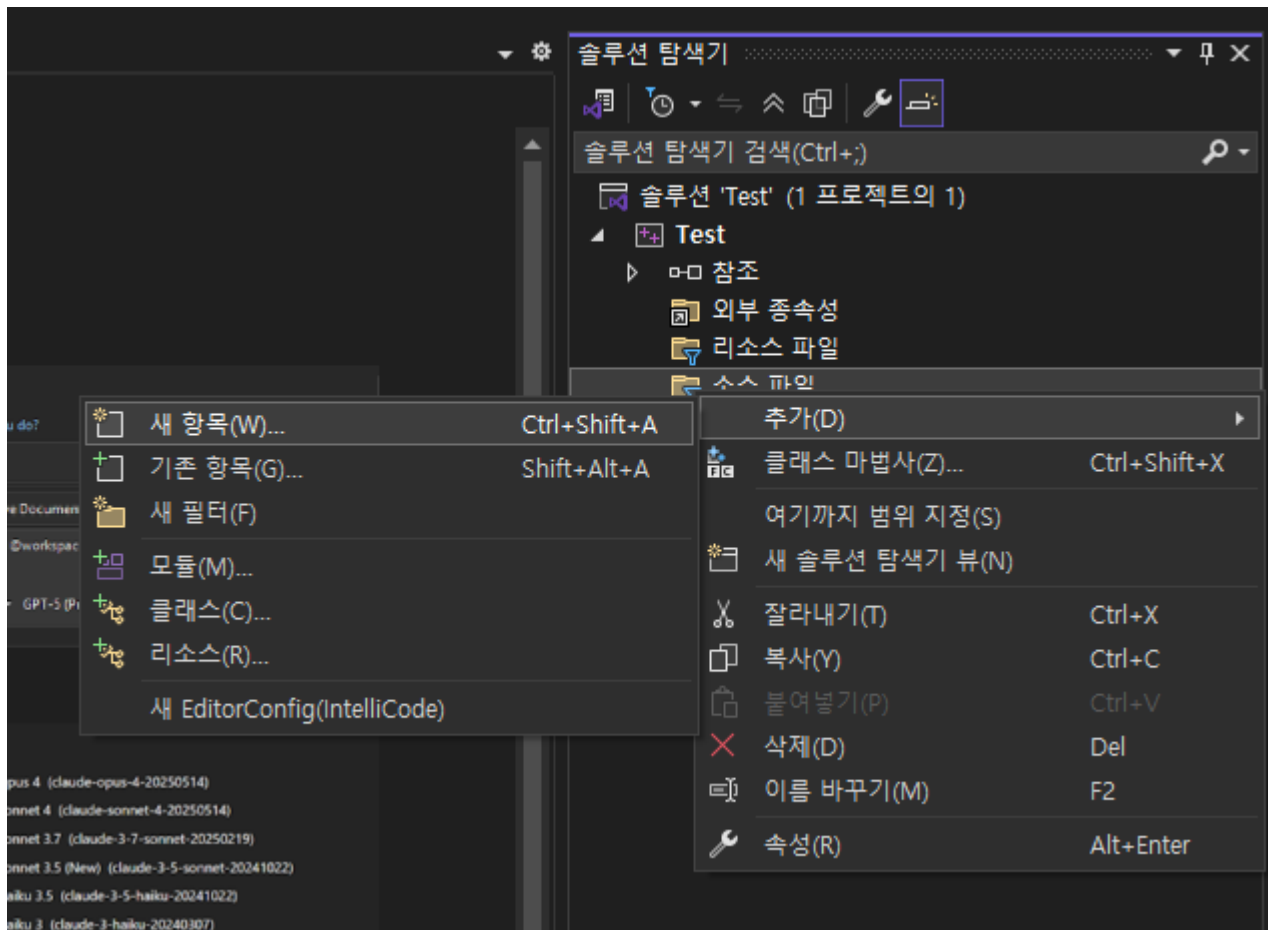 솔루션 탐색기
솔루션 탐색기 검색(Ctrl+;)
솔루션 'Test' (1 프로젝트의 1)
Test
참조
외부 종속성
리소스 파일
소스 파일
추가(D)
클래스 마법사(Z)... Ctrl+Shift+X
여기까지 범위 지정(S)
새 솔루션 탐색기 뷰(N)
잘라내기(T) Ctrl+X
복사(Y) Ctrl+C
붙여넣기(P) Ctrl+V
삭제(D) Del
이름 바꾸기(M) F2
속성(R) Alt+Enter
새 항목(W)... Ctrl+Shift+A
기존 항목(G)... Shift+Alt+A
새 필터(F)
모듈(M)...
클래스(C)...
리소스(R)...
새 EditorConfig(IntelliCode)
u do?
e Documen
@workspac
GPT-5 (P
pus 4 (claude-opus-4-20250514)
onnet 4 (claude-sonnet-4-20250514)
onnet 3.7 (claude-3-7-sonnet-20250219)
onnet 3.5 (New) (claude-3-5-sonnet-20241022)
aiku 3.5 (claude-3-5-haiku-20241022)
aiku 3 (claude-3-haiku-20240307)